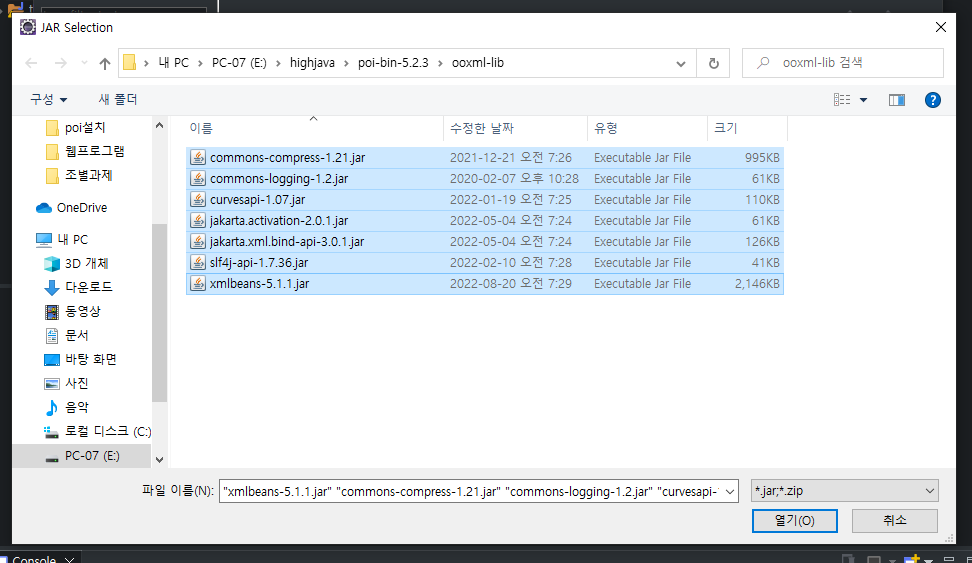 JAR Selection
내 PC > PC-07 (E:) > highjava > poi-bin-5.2.3 > ooxml-lib
ooxml-lib 검색
구성 새 폴더
이름 수정한 날짜 유형 크기
commons-compress-1.21.jar 2021-12-21 오전 7:26 Executable Jar File 995KB
commons-logging-1.2.jar 2020-02-07 오후 10:28 Executable Jar File 61KB
curvesapi-1.07.jar 2022-01-19 오전 7:25 Executable Jar File 110KB
jakarta.activation-2.0.1.jar 2022-05-04 오전 7:24 Executable Jar File 61KB
jakarta.xml.bind-api-3.0.1.jar 2022-05-04 오전 7:24 Executable Jar File 126KB
slf4j-api-1.7.36.jar 2022-02-10 오전 7:28 Executable Jar File 41KB
xmlbeans-5.1.1.jar 2022-08-20 오전 7:29 Executable Jar File 2,146KB
poi설치
웹프로그램
조별과제
OneDrive
내 PC
3D 개체
다운로드
동영상
문서
바탕 화면
사진
음악
로컬 디스크 (C:)
PC-07 (E:)
파일 이름(N): "xmlbeans-5.1.1.jar" "commons-compress-1.21.jar" "commons-logging-1.2.jar" "curvesapi- *.jar;*.zip
열기(O) 취소
Console